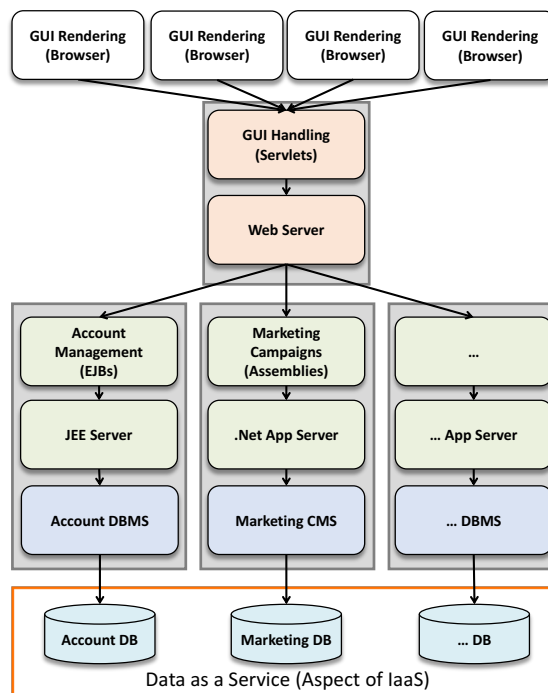 GUI Rendering
(Browser)
GUI Rendering
(Browser)
GUI Rendering
(Browser)
GUI Rendering
(Browser)
GUI Handling
(Servlets)
Web Server
Account
Management
(EJBs)
Marketing
Campaigns
(Assemblies)
...
JEE Server
.Net App Server
... App Server
Account DBMS
Marketing CMS
... DBMS
Account DB
Marketing DB
... DB
Data as a Service (Aspect of IaaS)